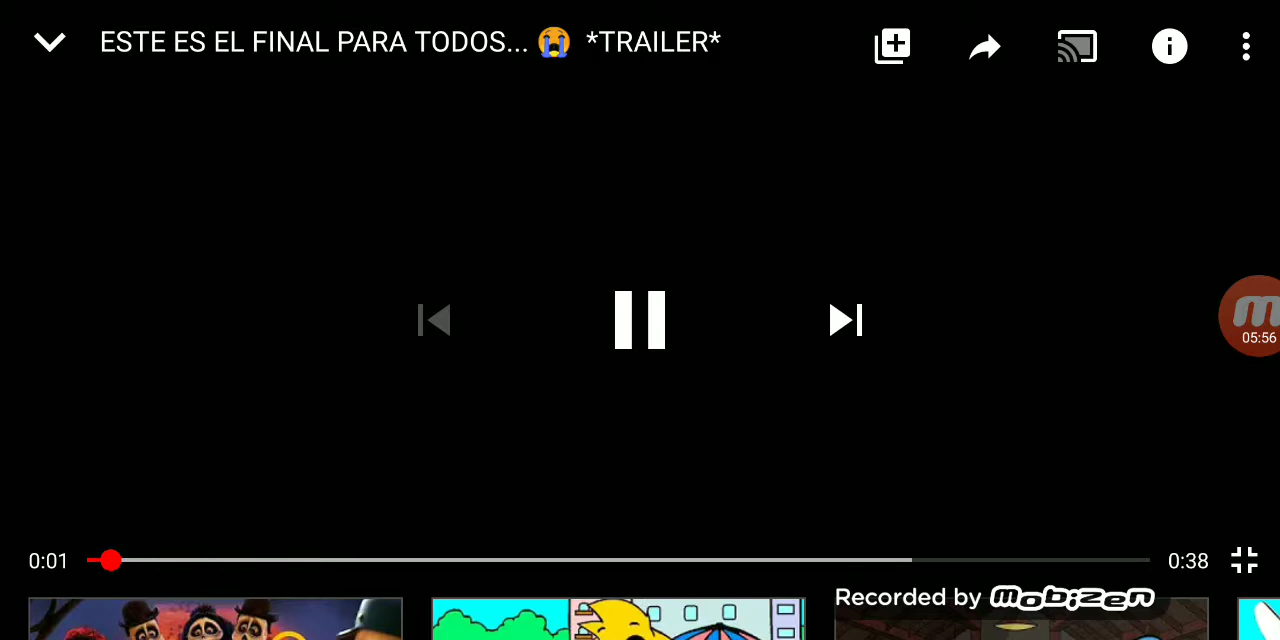 ESTE ES EL FINAL PARA TODOS... 😭 *TRAILER*
05:56
0:01
0:38
Recorded by mobizen